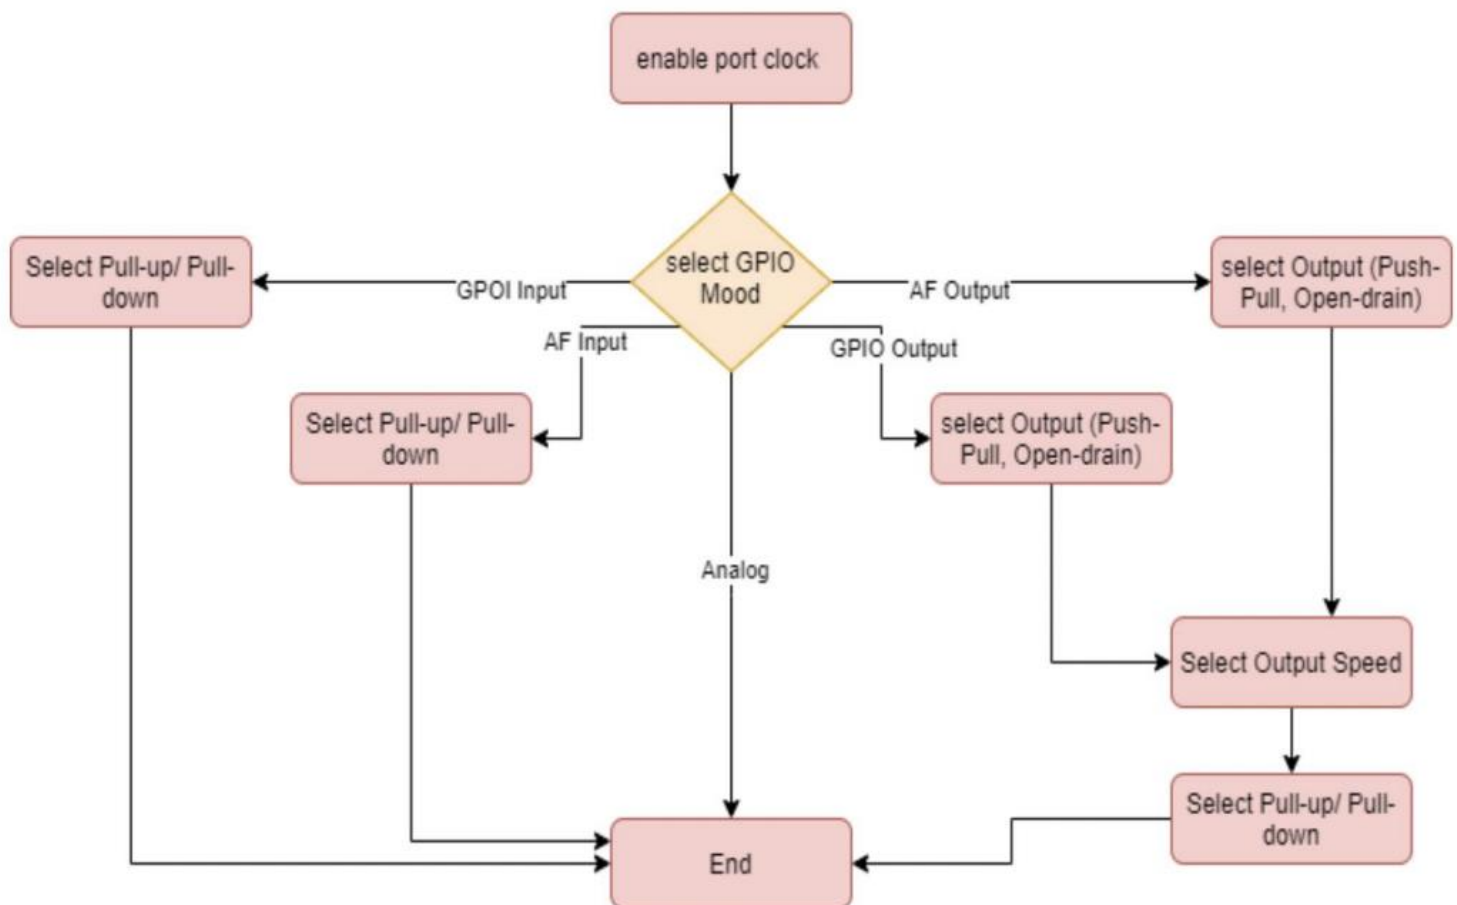 enable port clock
select GPIO
Mood
Select Pull-up/ Pull-
down
GPOI Input
AF Output
select Output (Push-
Pull, Open-drain)
AF Input
GPIO Output
Select Pull-up/ Pull-
down
select Output (Push-
Pull, Open-drain)
Analog
Select Output Speed
Select Pull-up/ Pull-
down
End